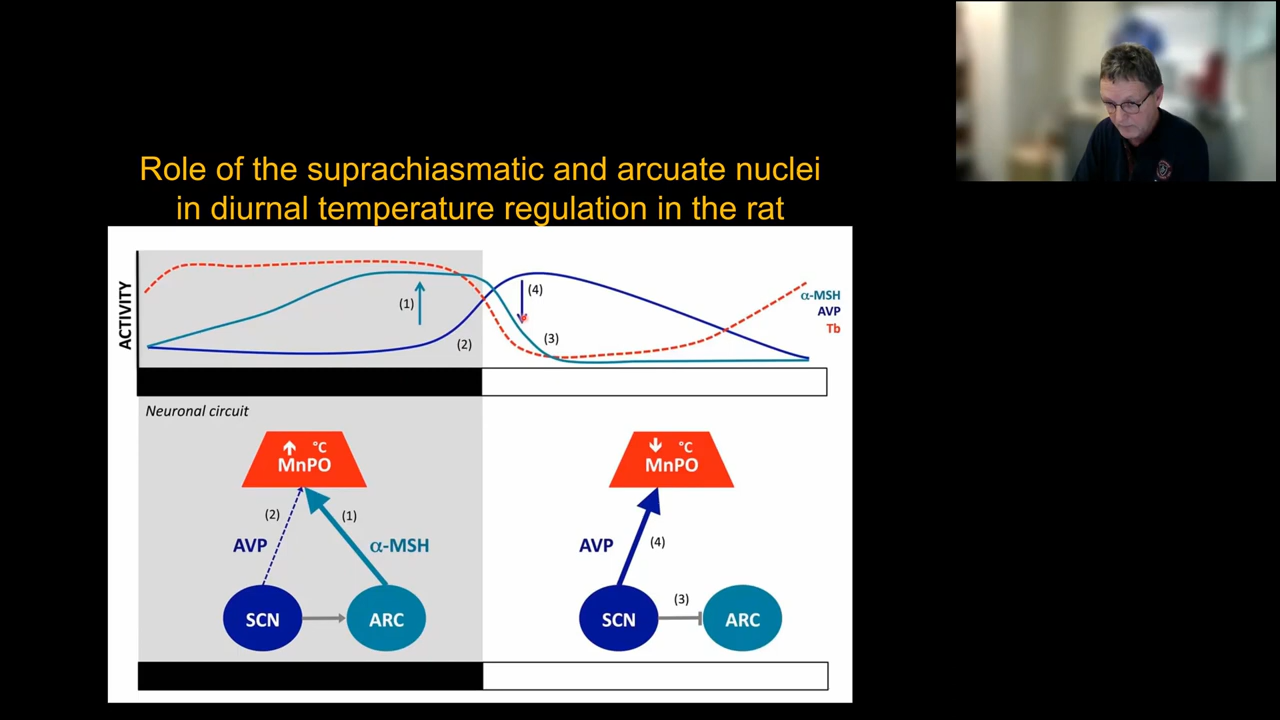 Role of the suprachiasmatic and arcuate nuclei
in diurnal temperature regulation in the rat
ACTIVITY
(1)
(2)
(4)
(3)
α-MSH
AVP
Tb
Neuronal circuit
°C
MnPO
(2)
(1)
AVP
α-MSH
SCN
ARC
°C
MnPO
AVP
(4)
(3)
SCN
ARC